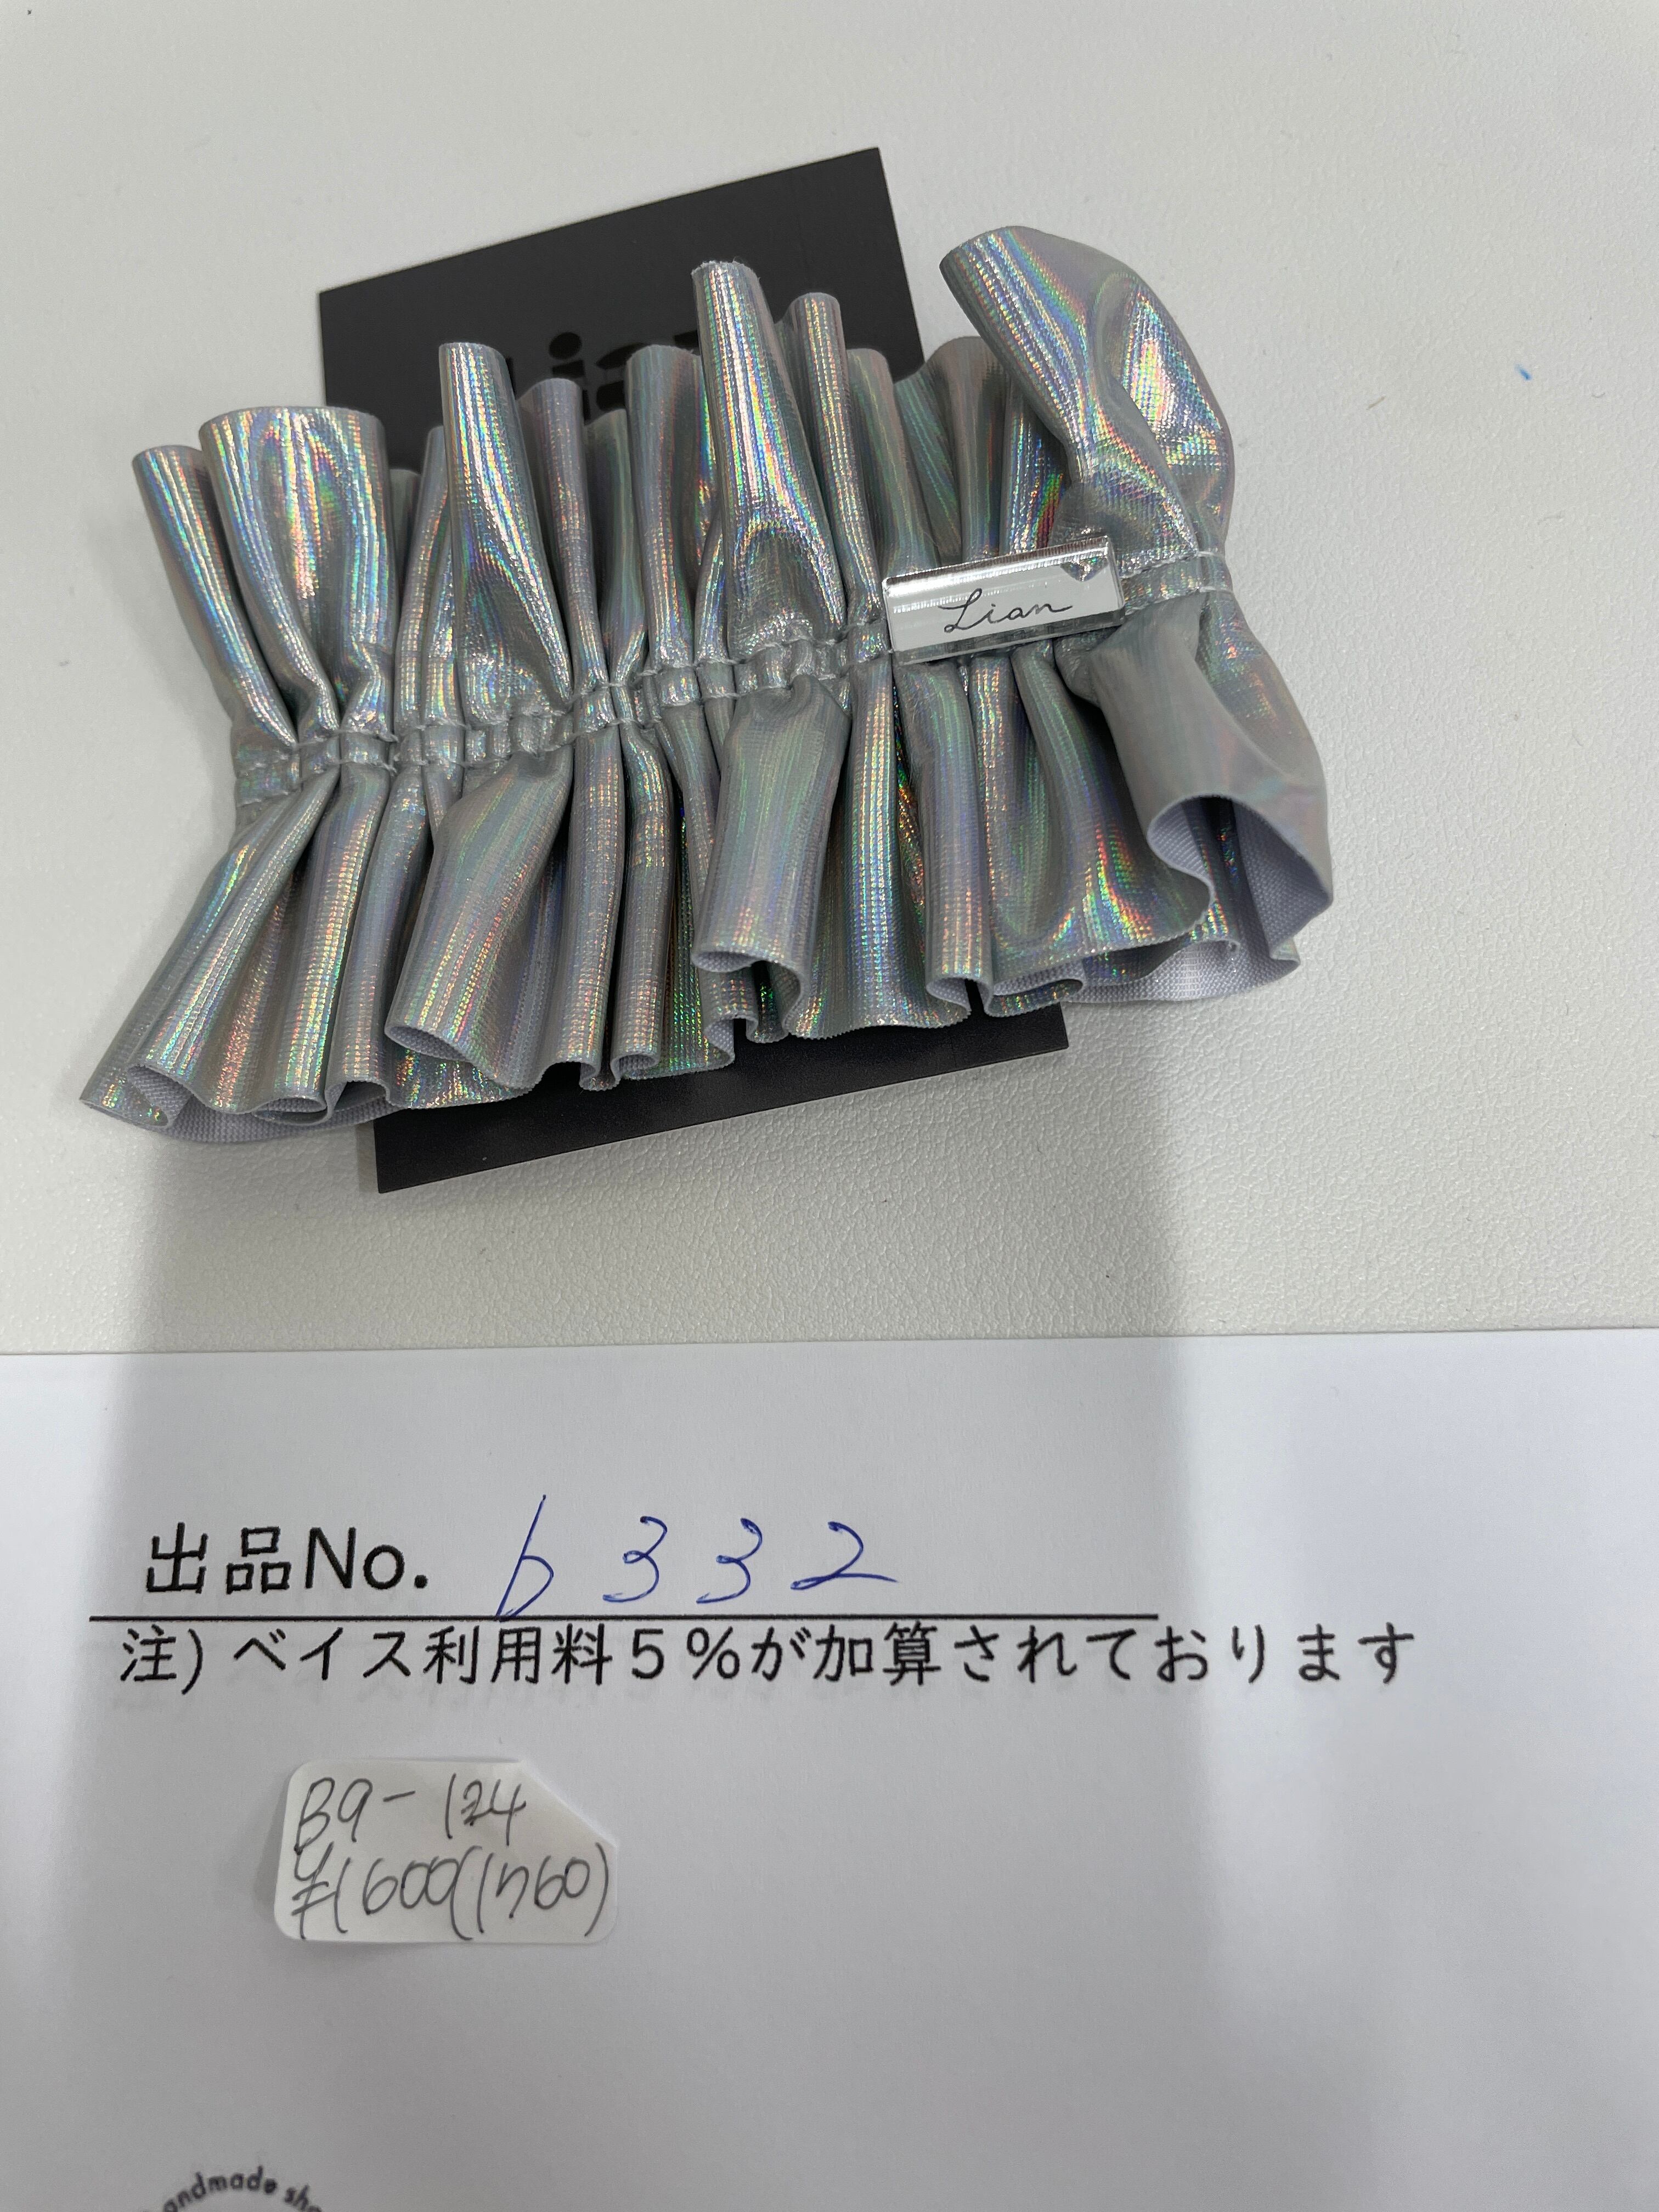 Lian
出品No. b332
注) ベイス利用料5%が加算されております
B9-124
¥1600(1760)
andmade sh